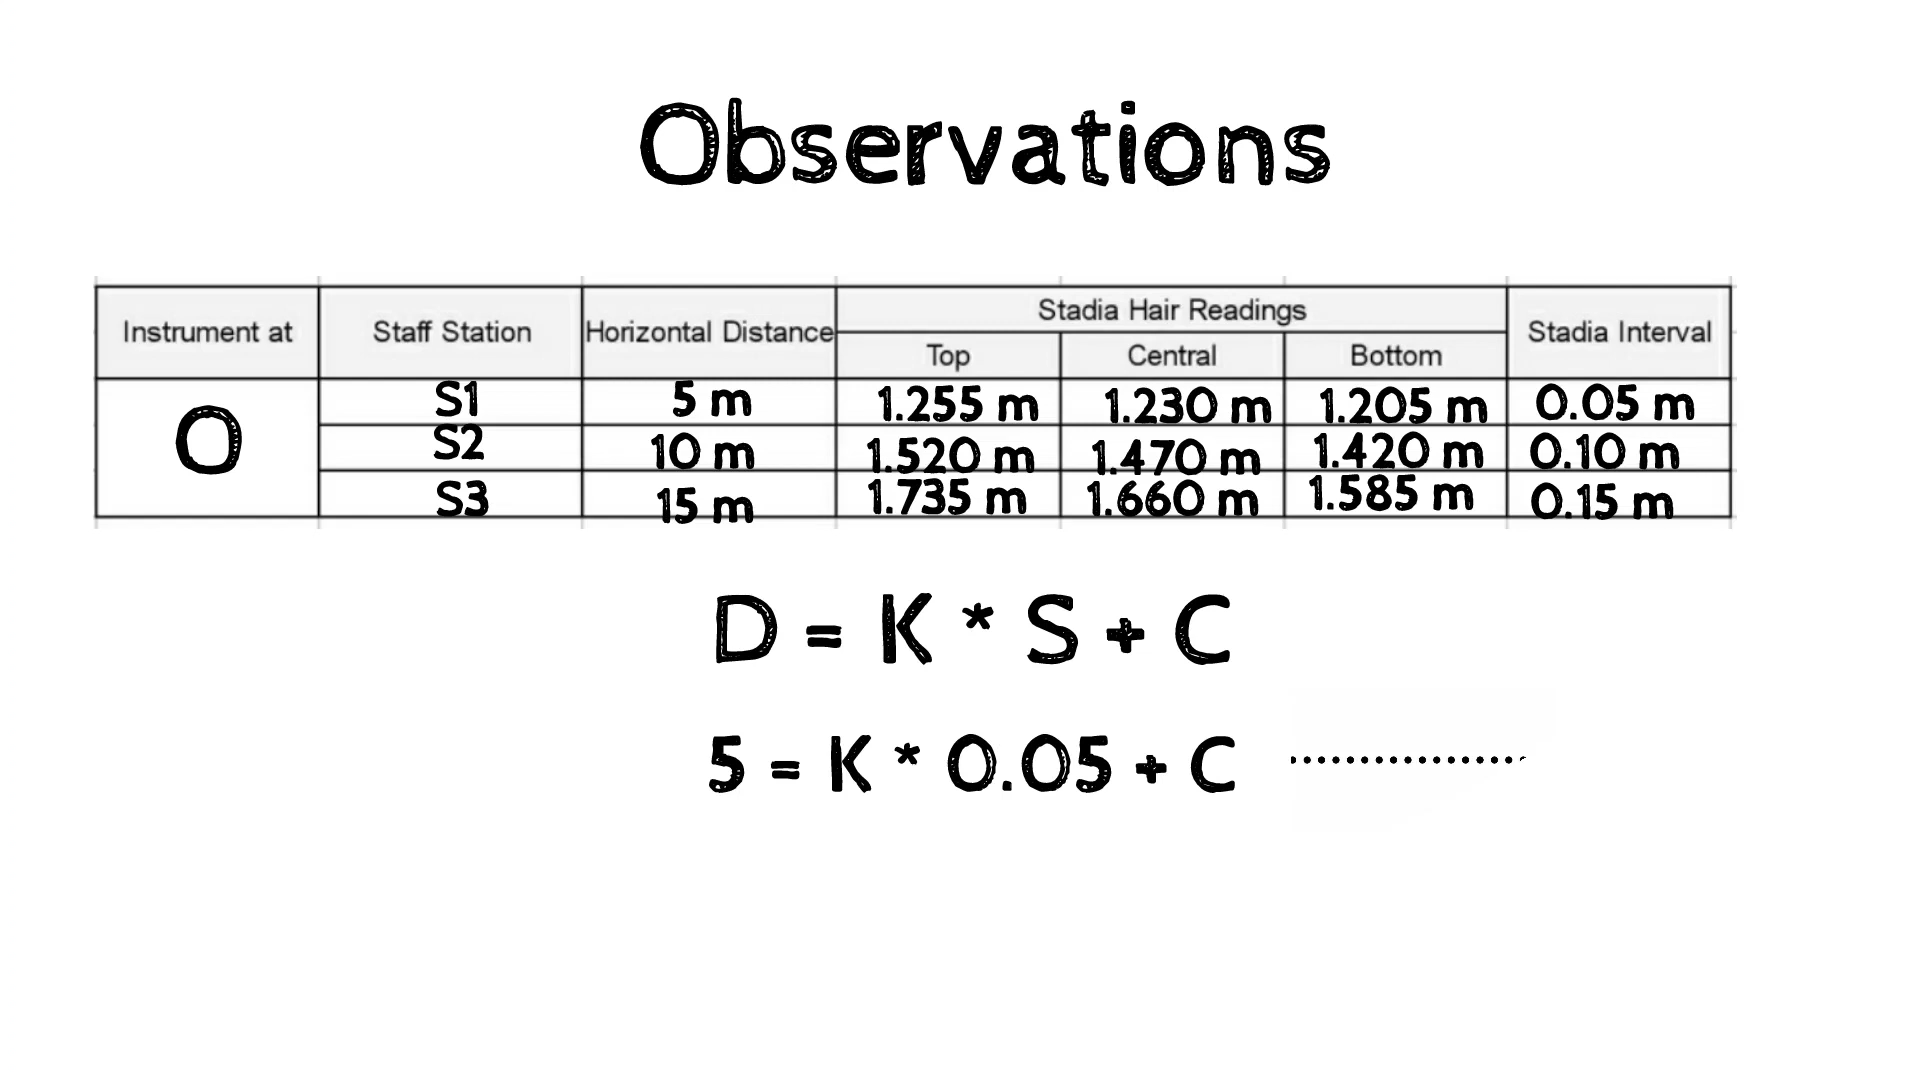 Observations
Instrument at Staff Station Horizontal Distance Stadia Hair Readings Stadia Interval
Top Central Bottom
O S1 5 m 1.255 m 1.230 m 1.205 m 0.05 m
S2 10 m 1.520 m 1.470 m 1.420 m 0.10 m
S3 15 m 1.735 m 1.660 m 1.585 m 0.15 m
D = K * S + C
5 = K * 0.05 + C .................